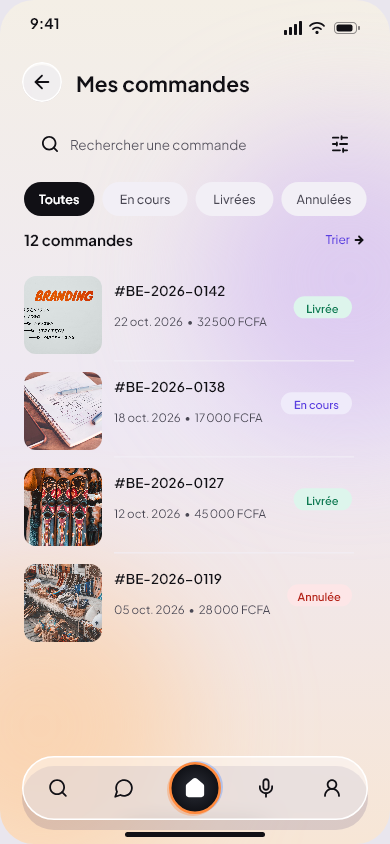 9:41
Mes commandes
Rechercher une commande
Toutes
En cours
Livrées
Annulées
12 commandes
Trier
BRANDING
#BE-2026-0142
22 oct. 2026 • 32 500 FCFA
Livrée
#BE-2026-0138
18 oct. 2026 • 17 000 FCFA
En cours
#BE-2026-0127
12 oct. 2026 • 45 000 FCFA
Livrée
#BE-2026-0119
05 oct. 2026 • 28 000 FCFA
Annulée